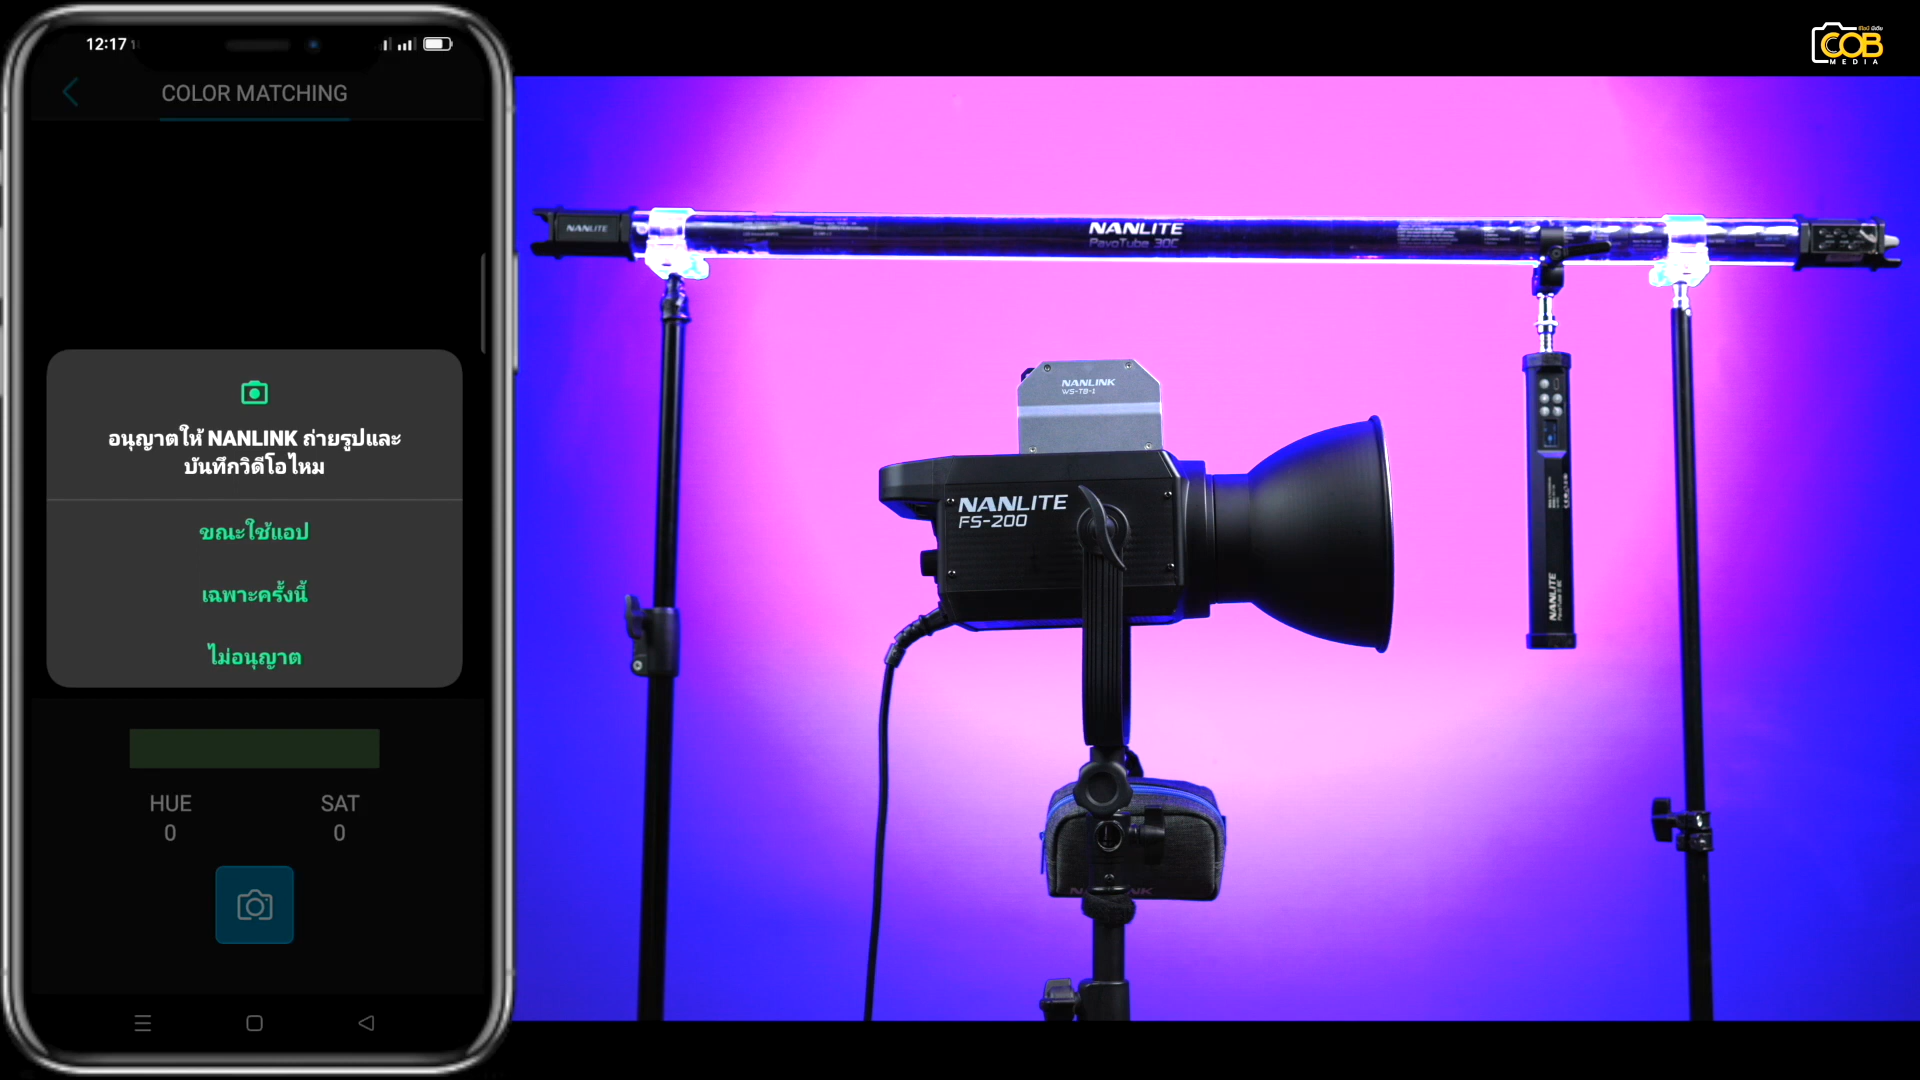 12:17
COLOR MATCHING
อนุญาตให้ NANLINK ถ่ายรูปและ
บันทึกวิดีโอไหม
ขณะใช้แอป
เฉพาะครั้งนี้
ไม่อนุญาต
HUE
SAT
0
0
COB
MEDIA
NANLITE
NANLITE
PavoTube 30C
NANLINK
WS-TB-1
NANLITE
FS-200
NANLITE
NANLINK